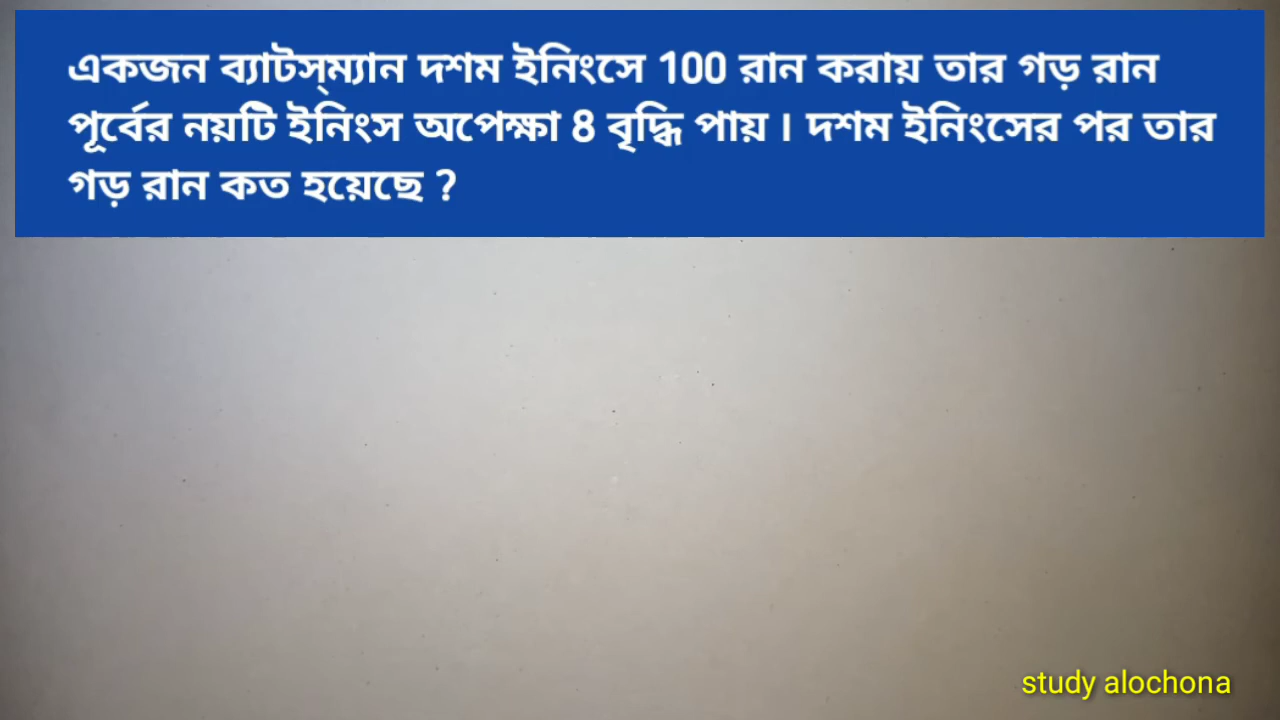 একজন ব্যাটস্‌ম্যান দশম ইনিংসে 100 রান করায় তার গড় রান
পূর্বের নয়টি ইনিংস অপেক্ষা 8 বৃদ্ধি পায় । দশম ইনিংসের পর তার
গড় রান কত হয়েছে ?
study alochona